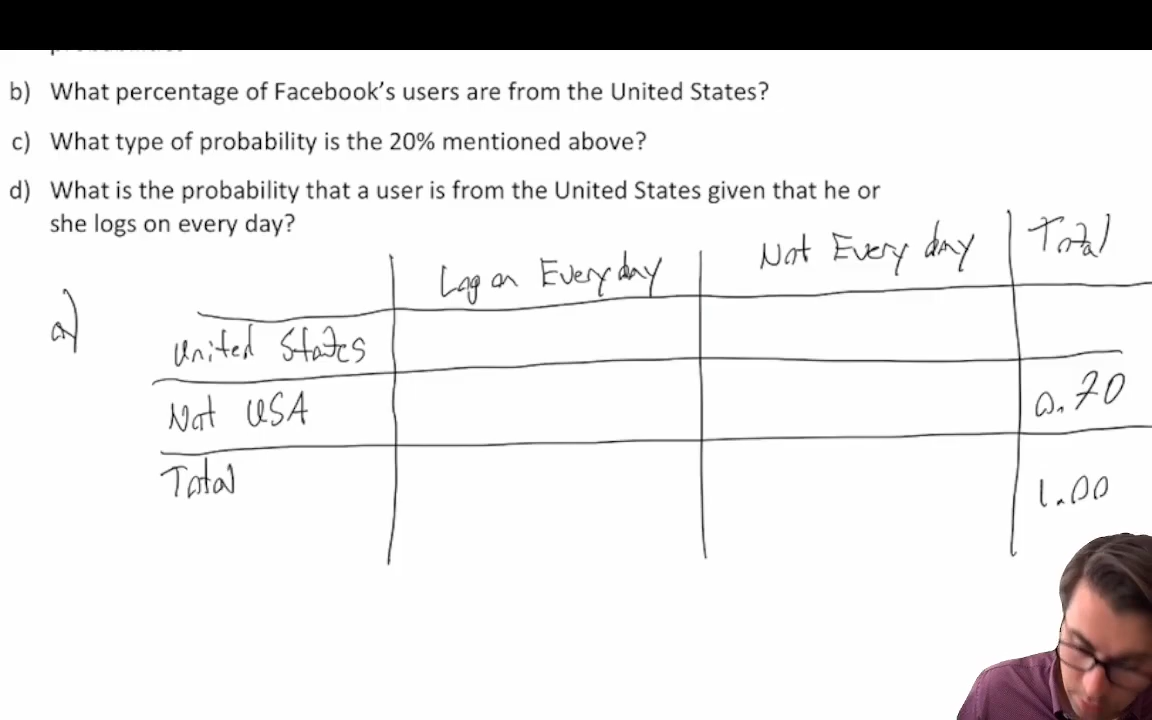 b) What percentage of Facebook's users are from the United States?
c) What type of probability is the 20% mentioned above?
d) What is the probability that a user is from the United States given that he or
she logs on every day?
Log on Every day Not Every day Total
a)
United States
Not USA 0.70
Total 1.00